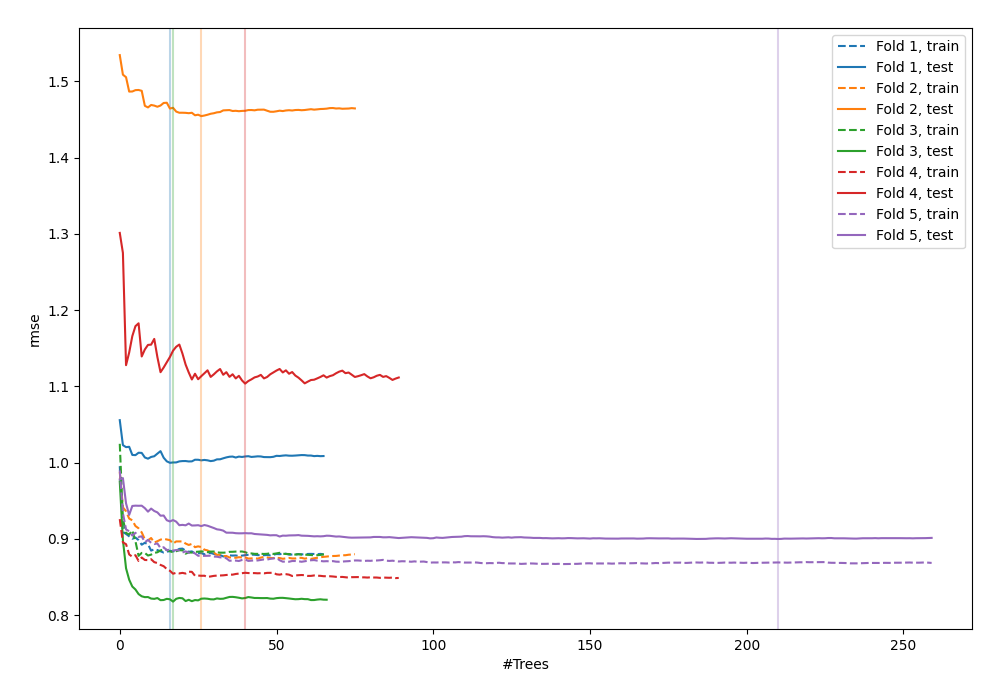 1.5
1.4
1.3
1.2
1.1
1.0
0.9
0.8
rmse
0
50
100
150
200
250
#Trees
Fold 1, train
Fold 1, test
Fold 2, train
Fold 2, test
Fold 3, train
Fold 3, test
Fold 4, train
Fold 4, test
Fold 5, train
Fold 5, test